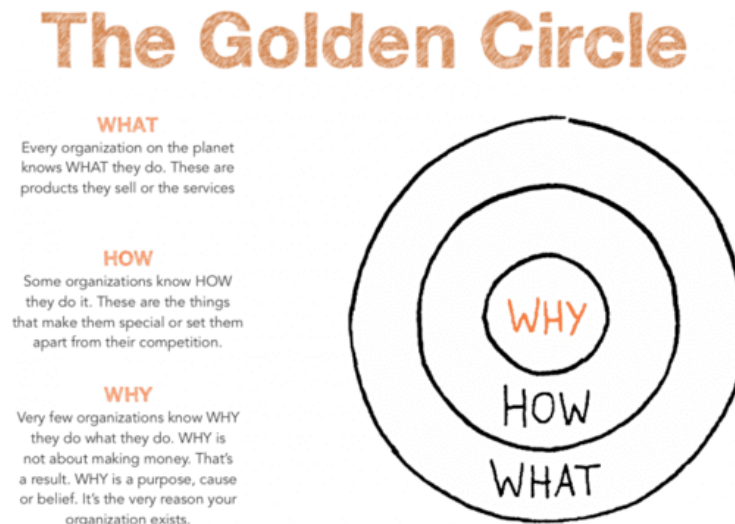 The Golden Circle
WHAT
Every organization on the planet
knows WHAT they do. These are
products they sell or the services
HOW
Some organizations know HOW
they do it. These are the things
that make them special or set them
apart from their competition.
WHY
Very few organizations know WHY
they do what they do. WHY is
not about making money. That's
a result. WHY is a purpose, cause
or belief. It's the very reason your
organization exists.
WHY
HOW
WHAT